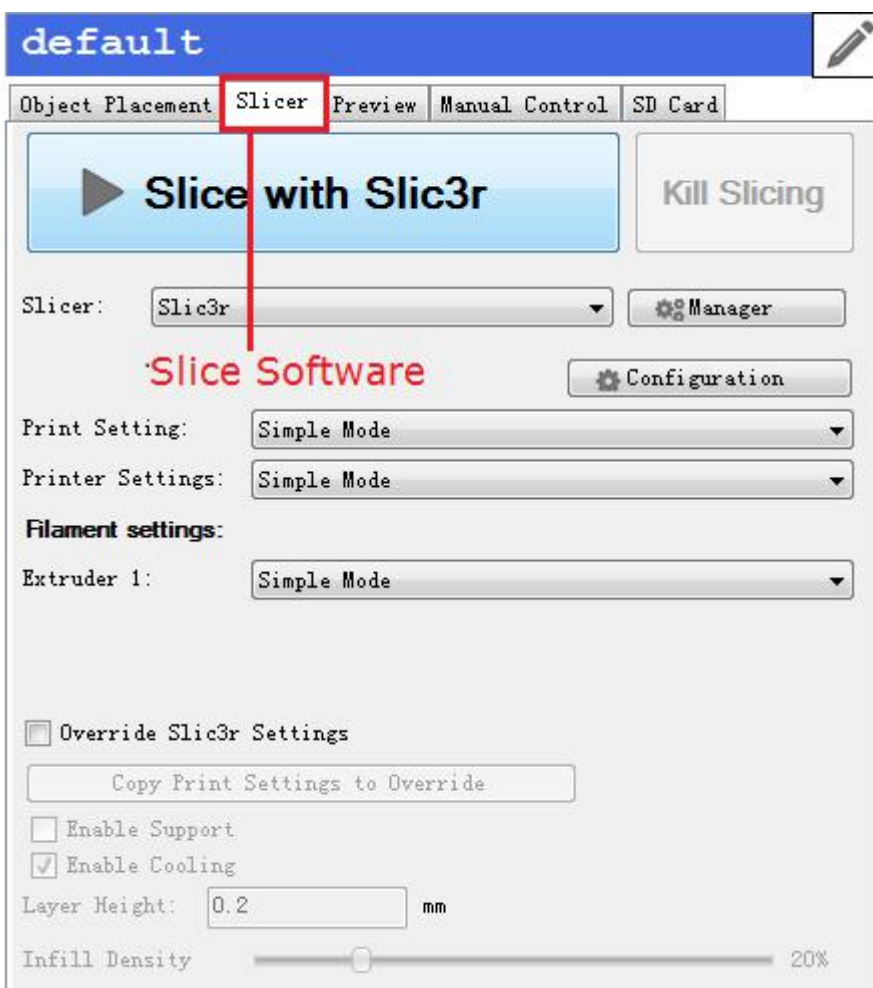 default
Object Placement Slicer Preview Manual Control SD Card
Slice with Slic3r Kill Slicing
Slicer: Slic3r Manager
Slice Software
Configuration
Print Setting: Simple Mode
Printer Settings: Simple Mode
Filament settings:
Extruder 1: Simple Mode
Override Slic3r Settings
Copy Print Settings to Override
Enable Support
Enable Cooling
Layer Height: 0.2 mm
Infill Density 20%